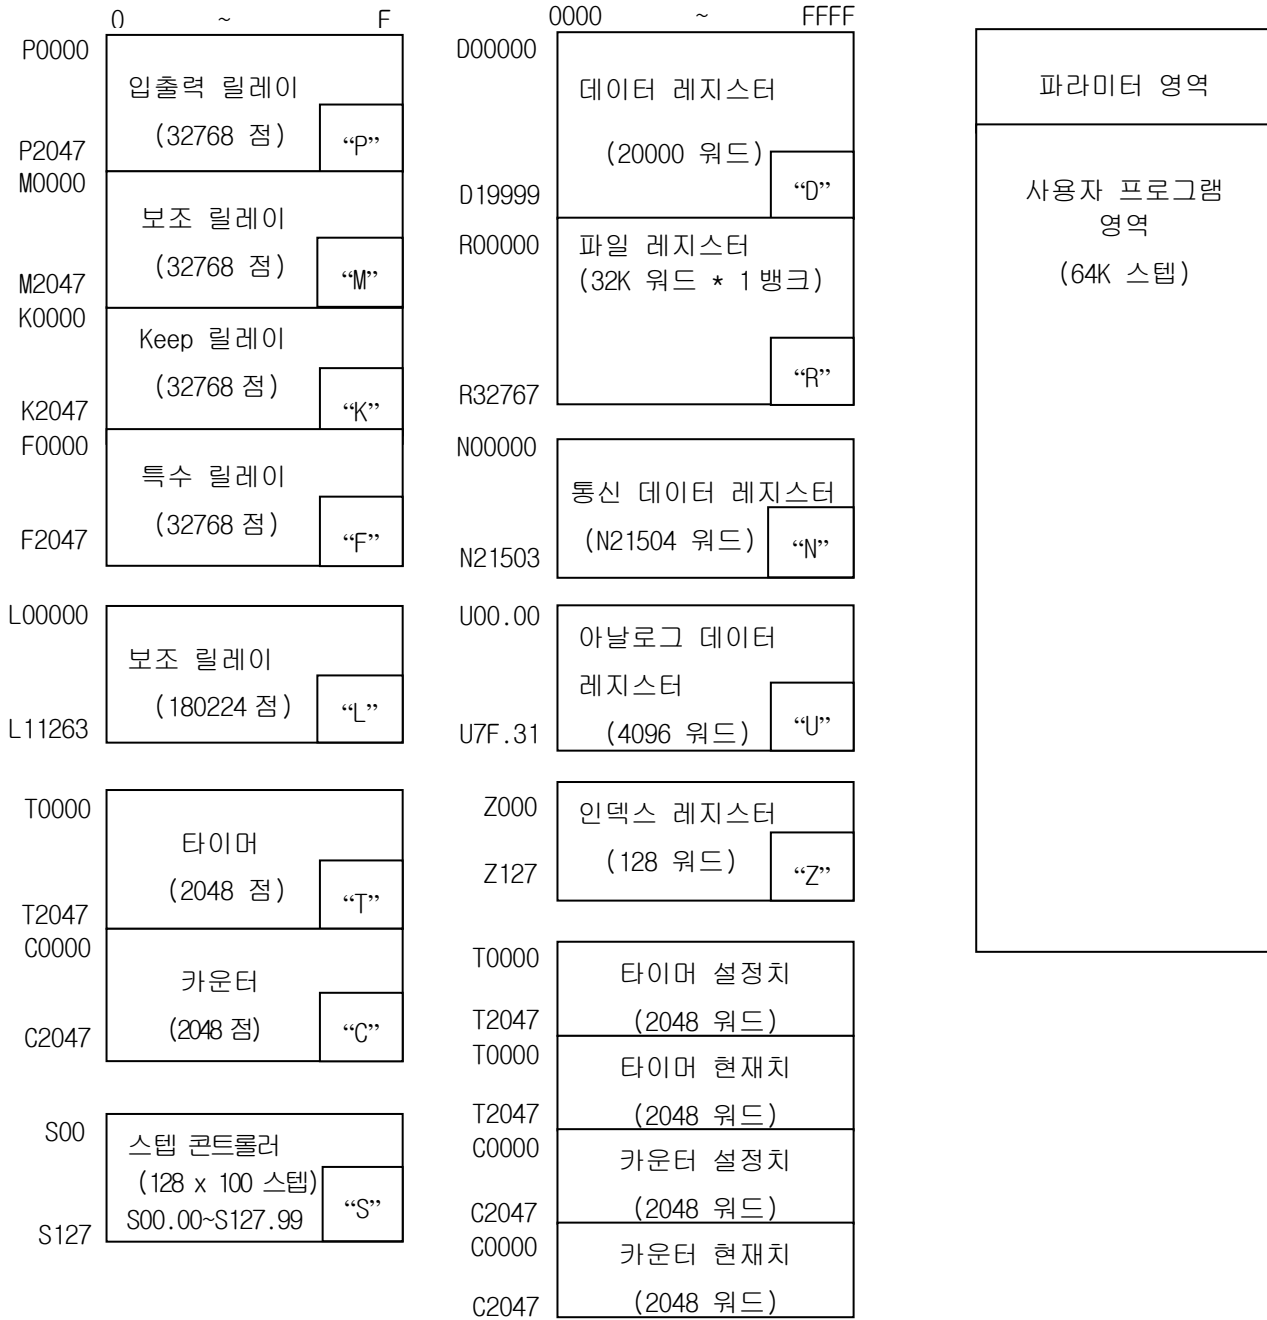 0 ~ F
P0000
입출력 릴레이
(32768 점)
“P”
P2047
M0000
보조 릴레이
(32768 점)
“M”
M2047
K0000
Keep 릴레이
(32768 점)
“K”
K2047
F0000
특수 릴레이
(32768 점)
“F”
F2047
L00000
보조 릴레이
(180224 점)
“L”
L11263
T0000
타이머
(2048 점)
“T”
T2047
C0000
카운터
(2048 점)
“C”
C2047
S00
스텝 콘트롤러
(128 x 100 스텝)
S00.00~S127.99
“S”
S127
0000 ~ FFFF
D00000
데이터 레지스터
(20000 워드)
“D”
D19999
R00000
파일 레지스터
(32K 워드 * 1 뱅크)
“R”
R32767
N00000
통신 데이터 레지스터
(N21504 워드)
“N”
N21503
U00.00
아날로그 데이터
레지스터
(4096 워드)
“U”
U7F.31
Z000
인덱스 레지스터
(128 워드)
“Z”
Z127
T0000
타이머 설정치
(2048 워드)
T2047
T0000
타이머 현재치
(2048 워드)
T2047
C0000
카운터 설정치
(2048 워드)
C2047
C0000
카운터 현재치
(2048 워드)
C2047
파라미터 영역
사용자 프로그램
영역
(64K 스텝)